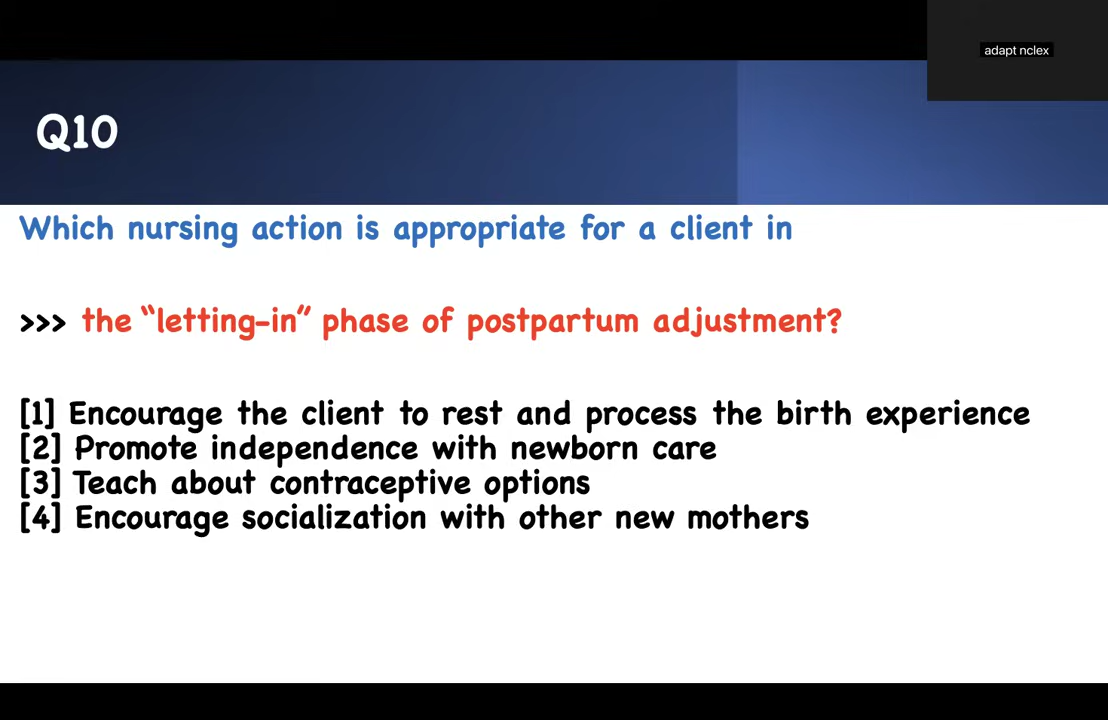 adapt nclex
Q10
Which nursing action is appropriate for a client in
>>> the “letting-in” phase of postpartum adjustment?
[1] Encourage the client to rest and process the birth experience
[2] Promote independence with newborn care
[3] Teach about contraceptive options
[4] Encourage socialization with other new mothers